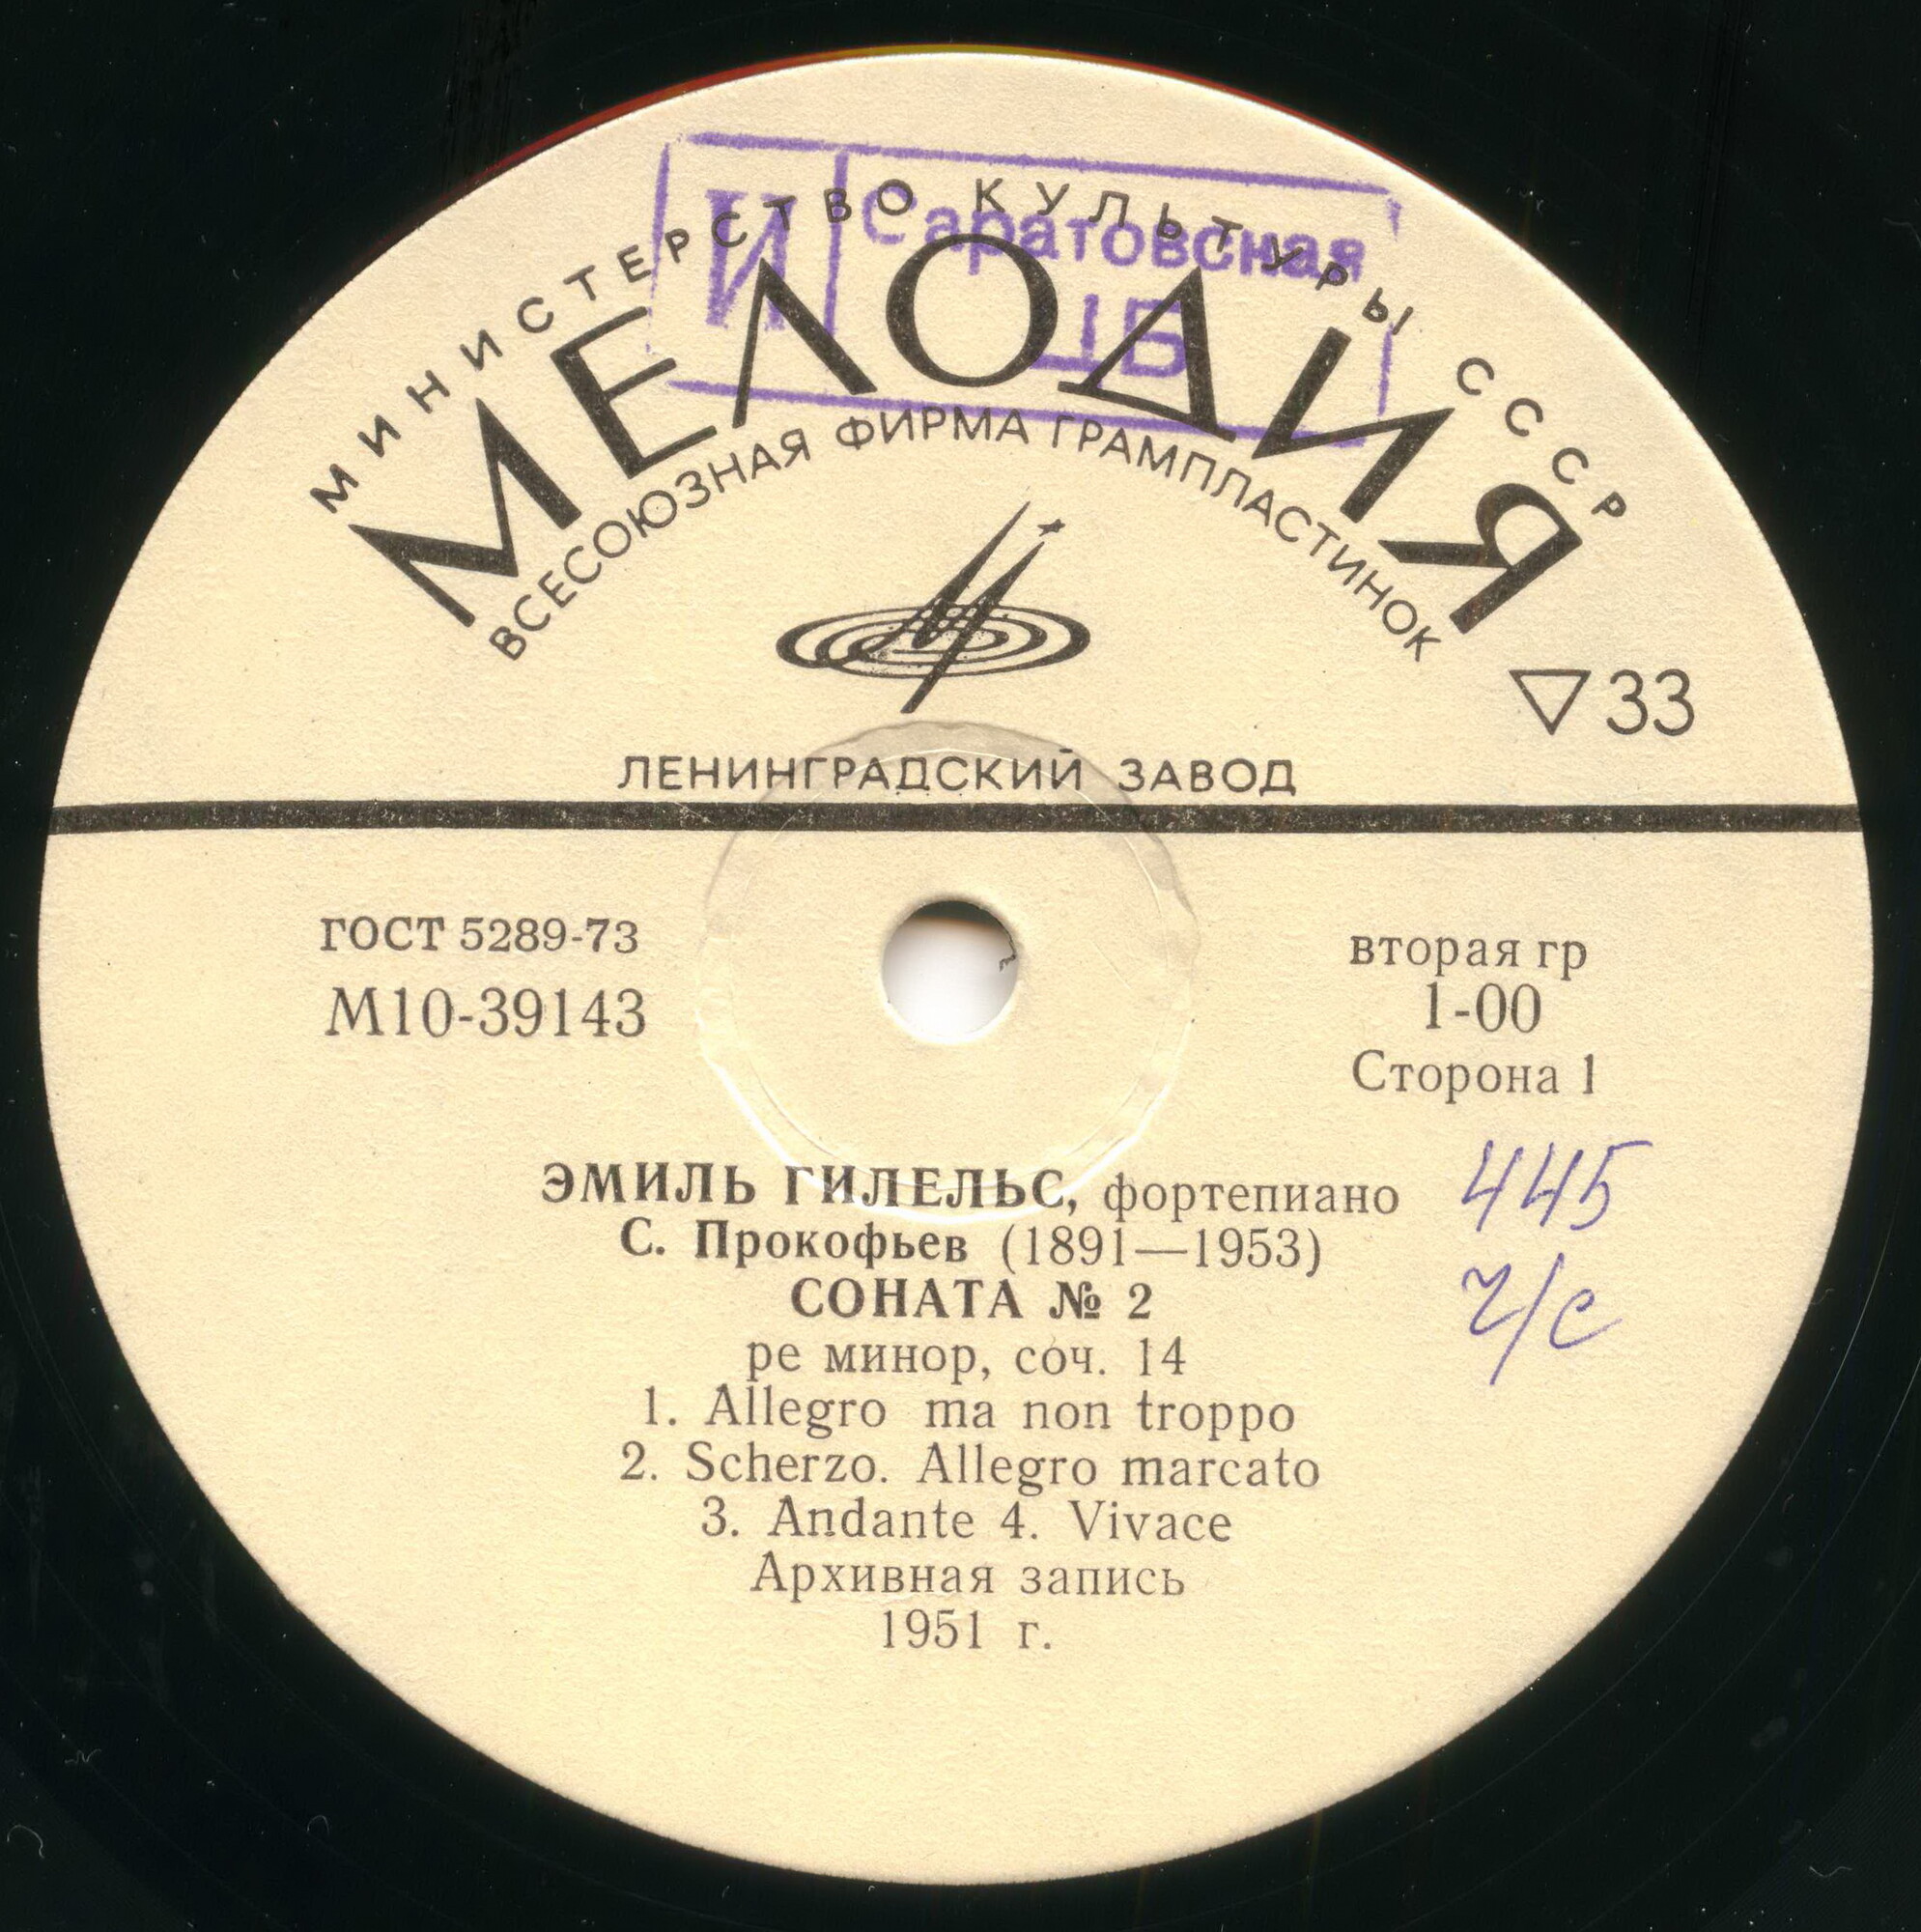 МИНИСТЕРСТВО КУЛЬТУРЫ СССР
И Саратовская
ЦБ
МЕЛОДИЯ
ВСЕСОЮЗНАЯ ФИРМА ГРАМПЛАСТИНОК
33
ЛЕНИНГРАДСКИЙ ЗАВОД
ГОСТ 5289-73
М10-39143
вторая гр
1-00
Сторона 1
ЭМИЛЬ ГИЛЕЛЬС, фортепиано
С. Прокофьев (1891—1953)
СОНАТА № 2
ре минор, соч. 14
1. Allegro ma non troppo
2. Scherzo. Allegro marcato
3. Andante 4. Vivace
Архивная запись
1951 г.
445
ч/с